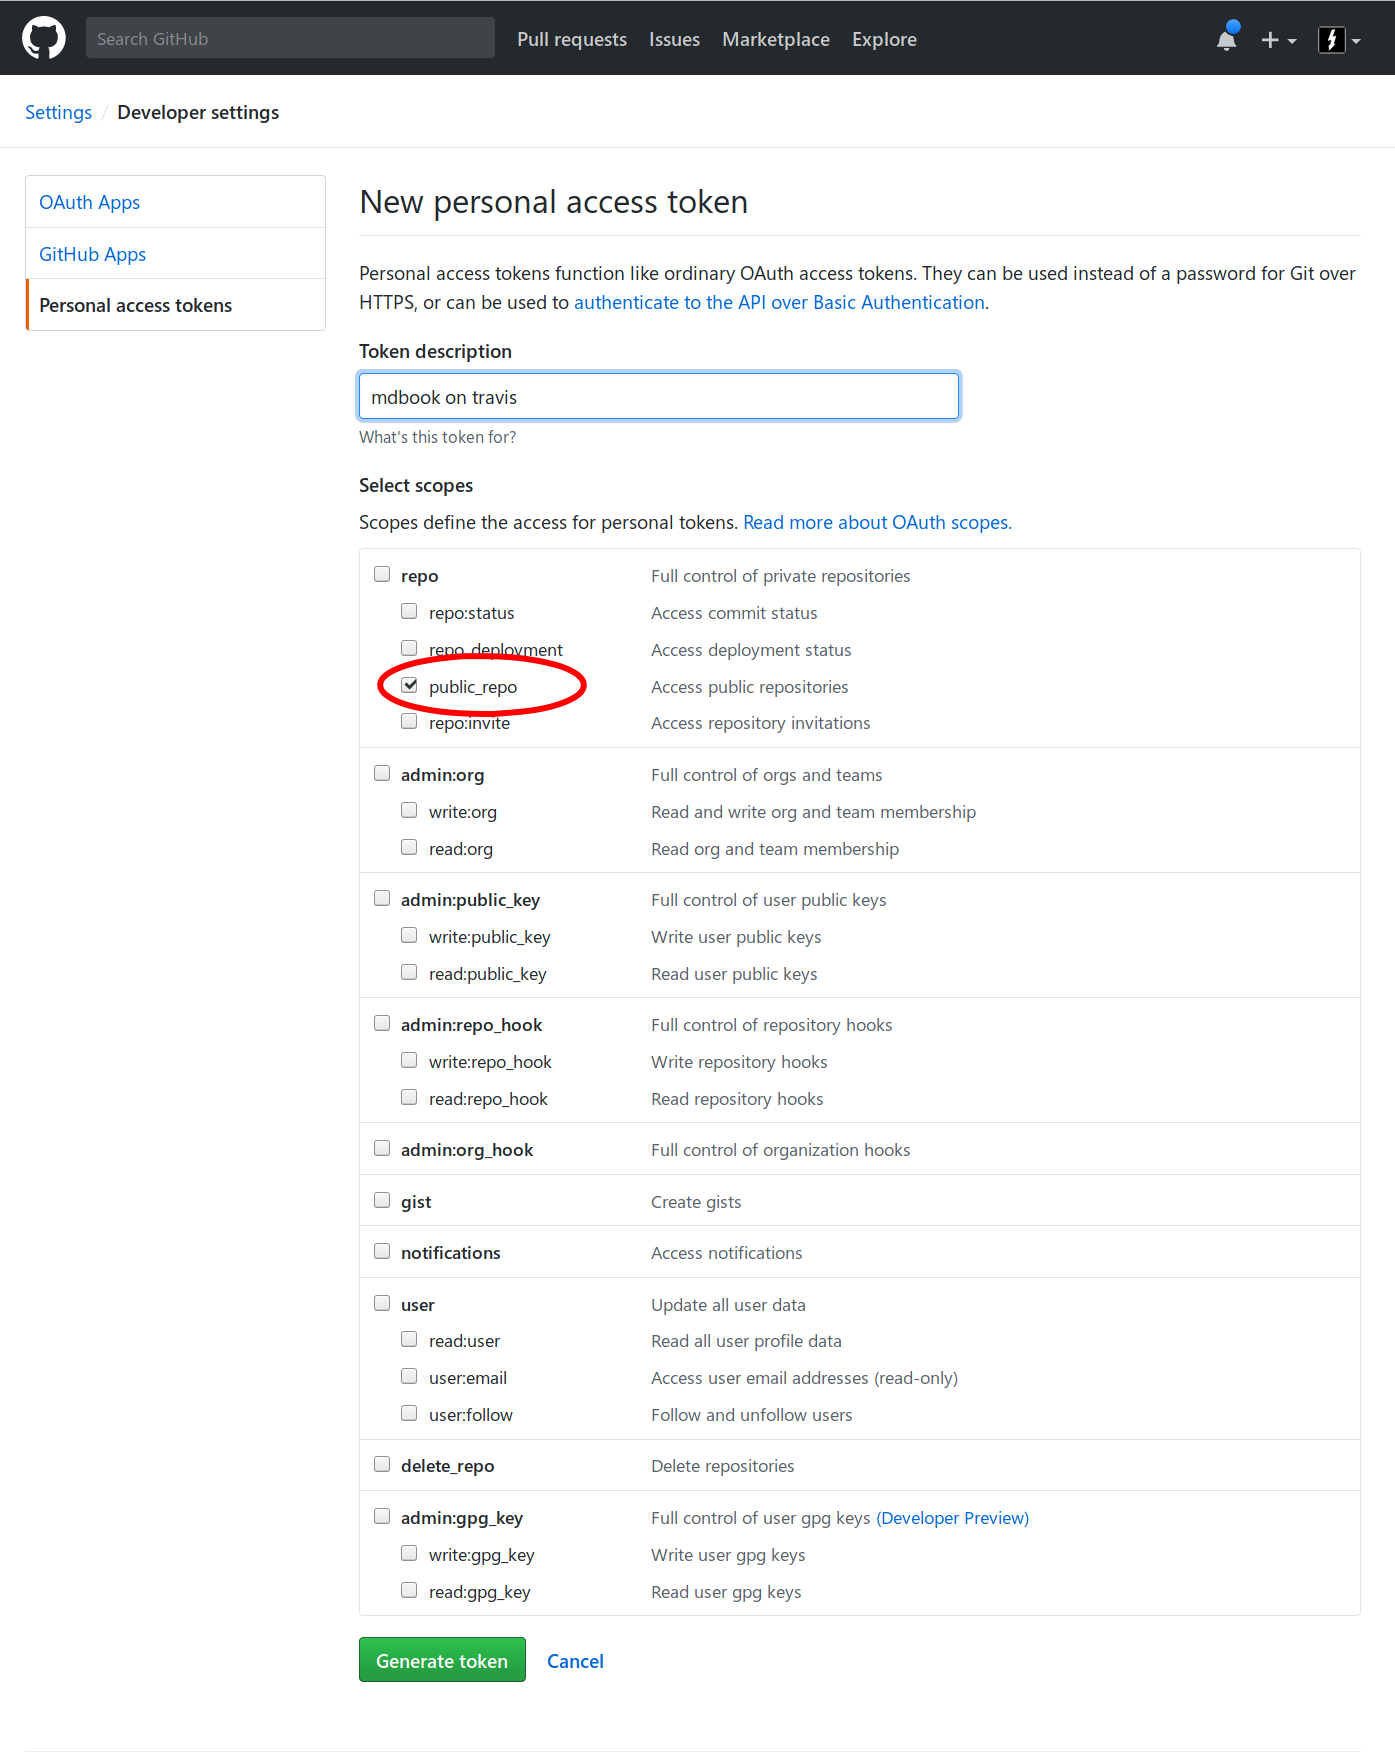 Search GitHub Pull requests Issues Marketplace Explore
Settings / Developer settings
OAuth Apps
GitHub Apps
Personal access tokens
New personal access token
Personal access tokens function like ordinary OAuth access tokens. They can be used instead of a password for Git over
HTTPS, or can be used to authenticate to the API over Basic Authentication.
Token description
mdbook on travis
What's this token for?
Select scopes
Scopes define the access for personal tokens. Read more about OAuth scopes.
repo Full control of private repositories
repo:status Access commit status
repo_deployment Access deployment status
public_repo Access public repositories
repo:invite Access repository invitations
admin:org Full control of orgs and teams
write:org Read and write org and team membership
read:org Read org and team membership
admin:public_key Full control of user public keys
write:public_key Write user public keys
read:public_key Read user public keys
admin:repo_hook Full control of repository hooks
write:repo_hook Write repository hooks
read:repo_hook Read repository hooks
admin:org_hook Full control of organization hooks
gist Create gists
notifications Access notifications
user Update all user data
read:user Read all user profile data
user:email Access user email addresses (read-only)
user:follow Follow and unfollow users
delete_repo Delete repositories
admin:gpg_key Full control of user gpg keys (Developer Preview)
write:gpg_key Write user gpg keys
read:gpg_key Read user gpg keys
Generate token Cancel